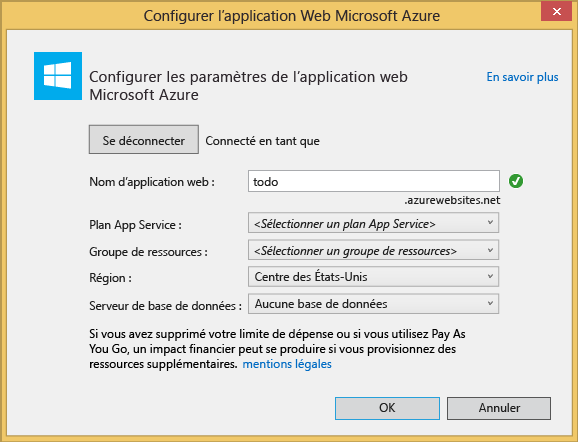 Configurer l'application Web Microsoft Azure
Configurer les paramètres de l'application web
Microsoft Azure
En savoir plus
Se déconnecter Connecté en tant que
Nom d'application web : todo
.azurewebsites.net
Plan App Service : <Sélectionner un plan App Service>
Groupe de ressources : <Sélectionner un groupe de ressources>
Région : Centre des États-Unis
Serveur de base de données : Aucune base de données
Si vous avez supprimé votre limite de dépense ou si vous utilisez Pay As
You Go, un impact financier peut se produire si vous provisionnez des
ressources supplémentaires. mentions légales
OK Annuler